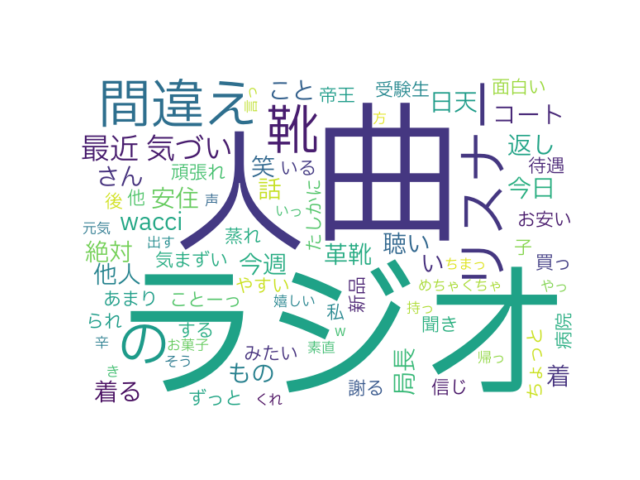 人
曲
ラジオ
リスナー
間違え
靴
の
最近
気づい
こと
帝王
受験生
日天
面白い
コート
返し
待遇
今日
お安い
さん
頑張れ
笑
いる
話
言っ
方
たしかに
後
他
安住
声
いっ
wacci
蒸れ
革靴
聴い
い
子
買っ
元気
出す
絶対
気まずい
今週
他人
やすい
新品
ちまっ
めちゃくちゃ
やっ
あまり
ことーっ
嬉しい
私
持っ
聞き
病院
ちょっと
られ
する
w
辛
お菓子
そう
みたい
素直
局長
帰っ
き
着る
もの
謝る
信じ
着
ずっと
くれ